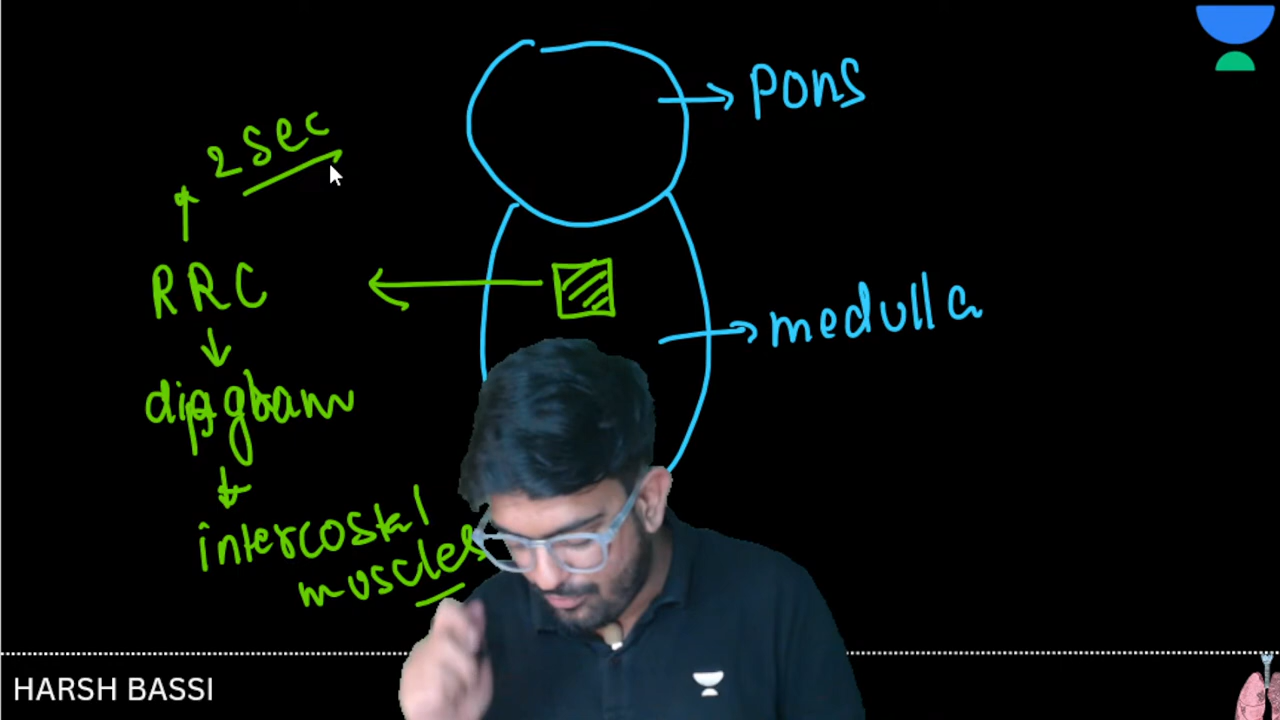 pons
2 sec
RRC
medulla
intercostal
muscles
HARSH BASSI